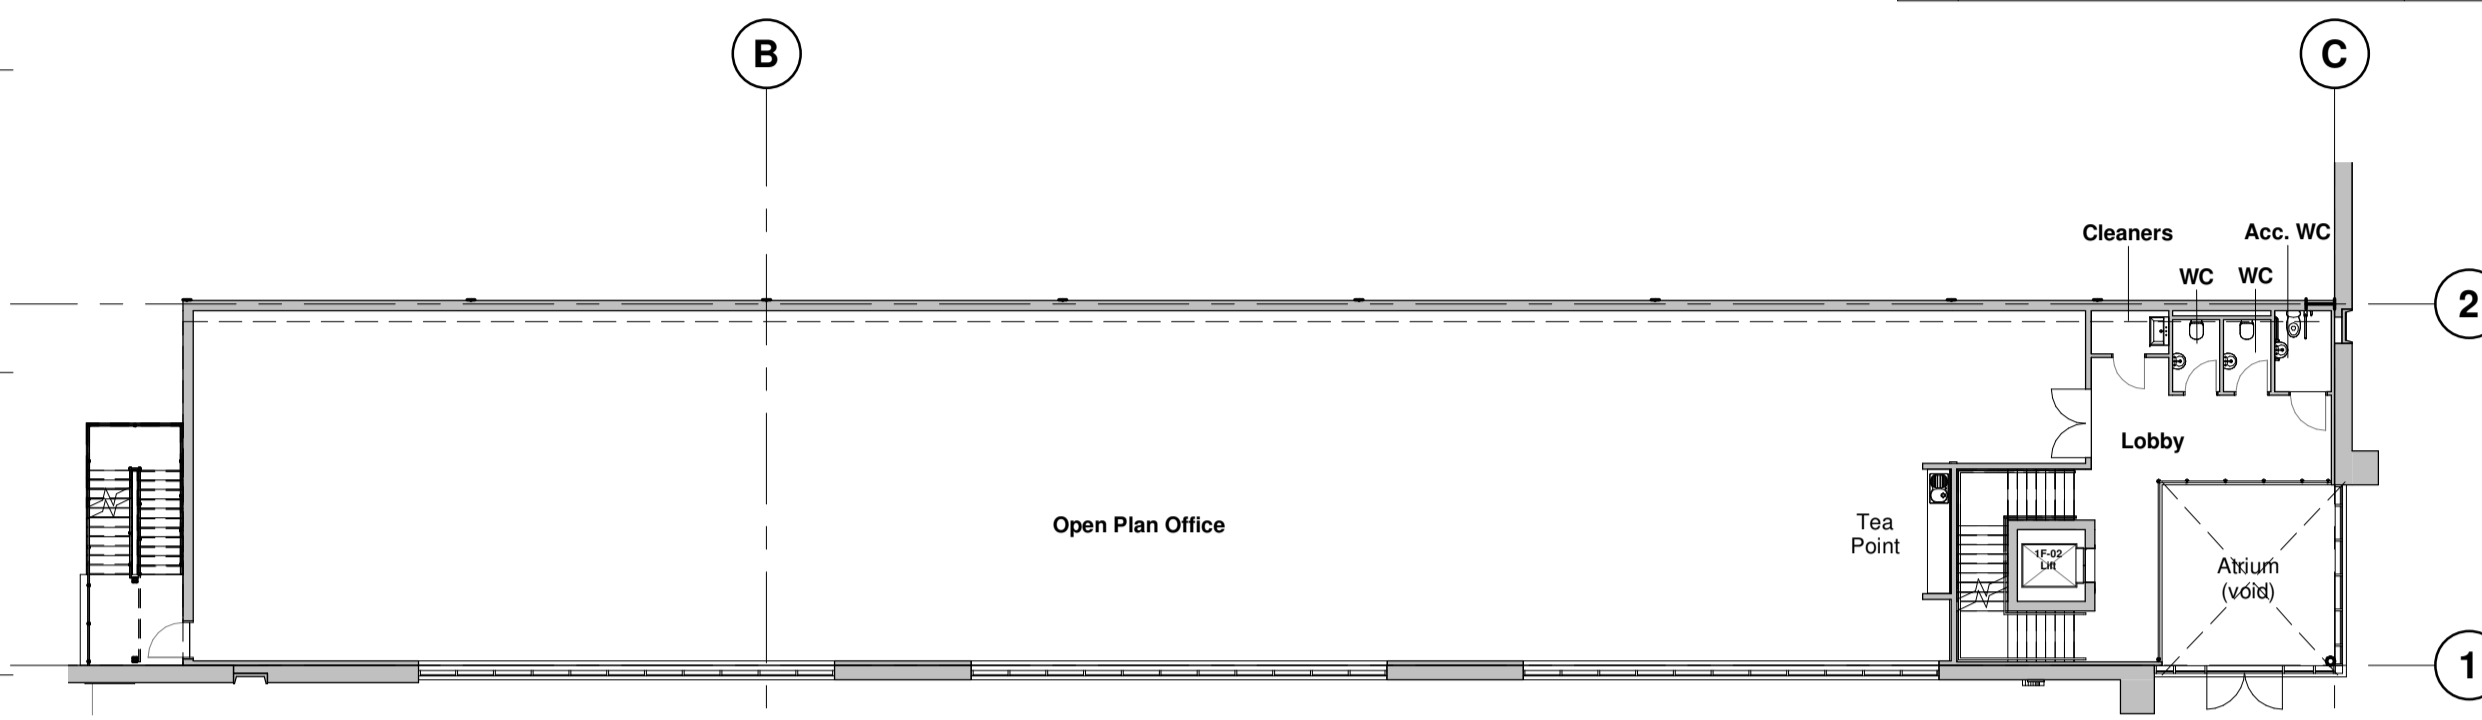 B
C
Cleaners
Acc. WC
WC
WC
2
Lobby
Open Plan Office
Tea
Point
1F-02
Lift
Atrium
(void)
1